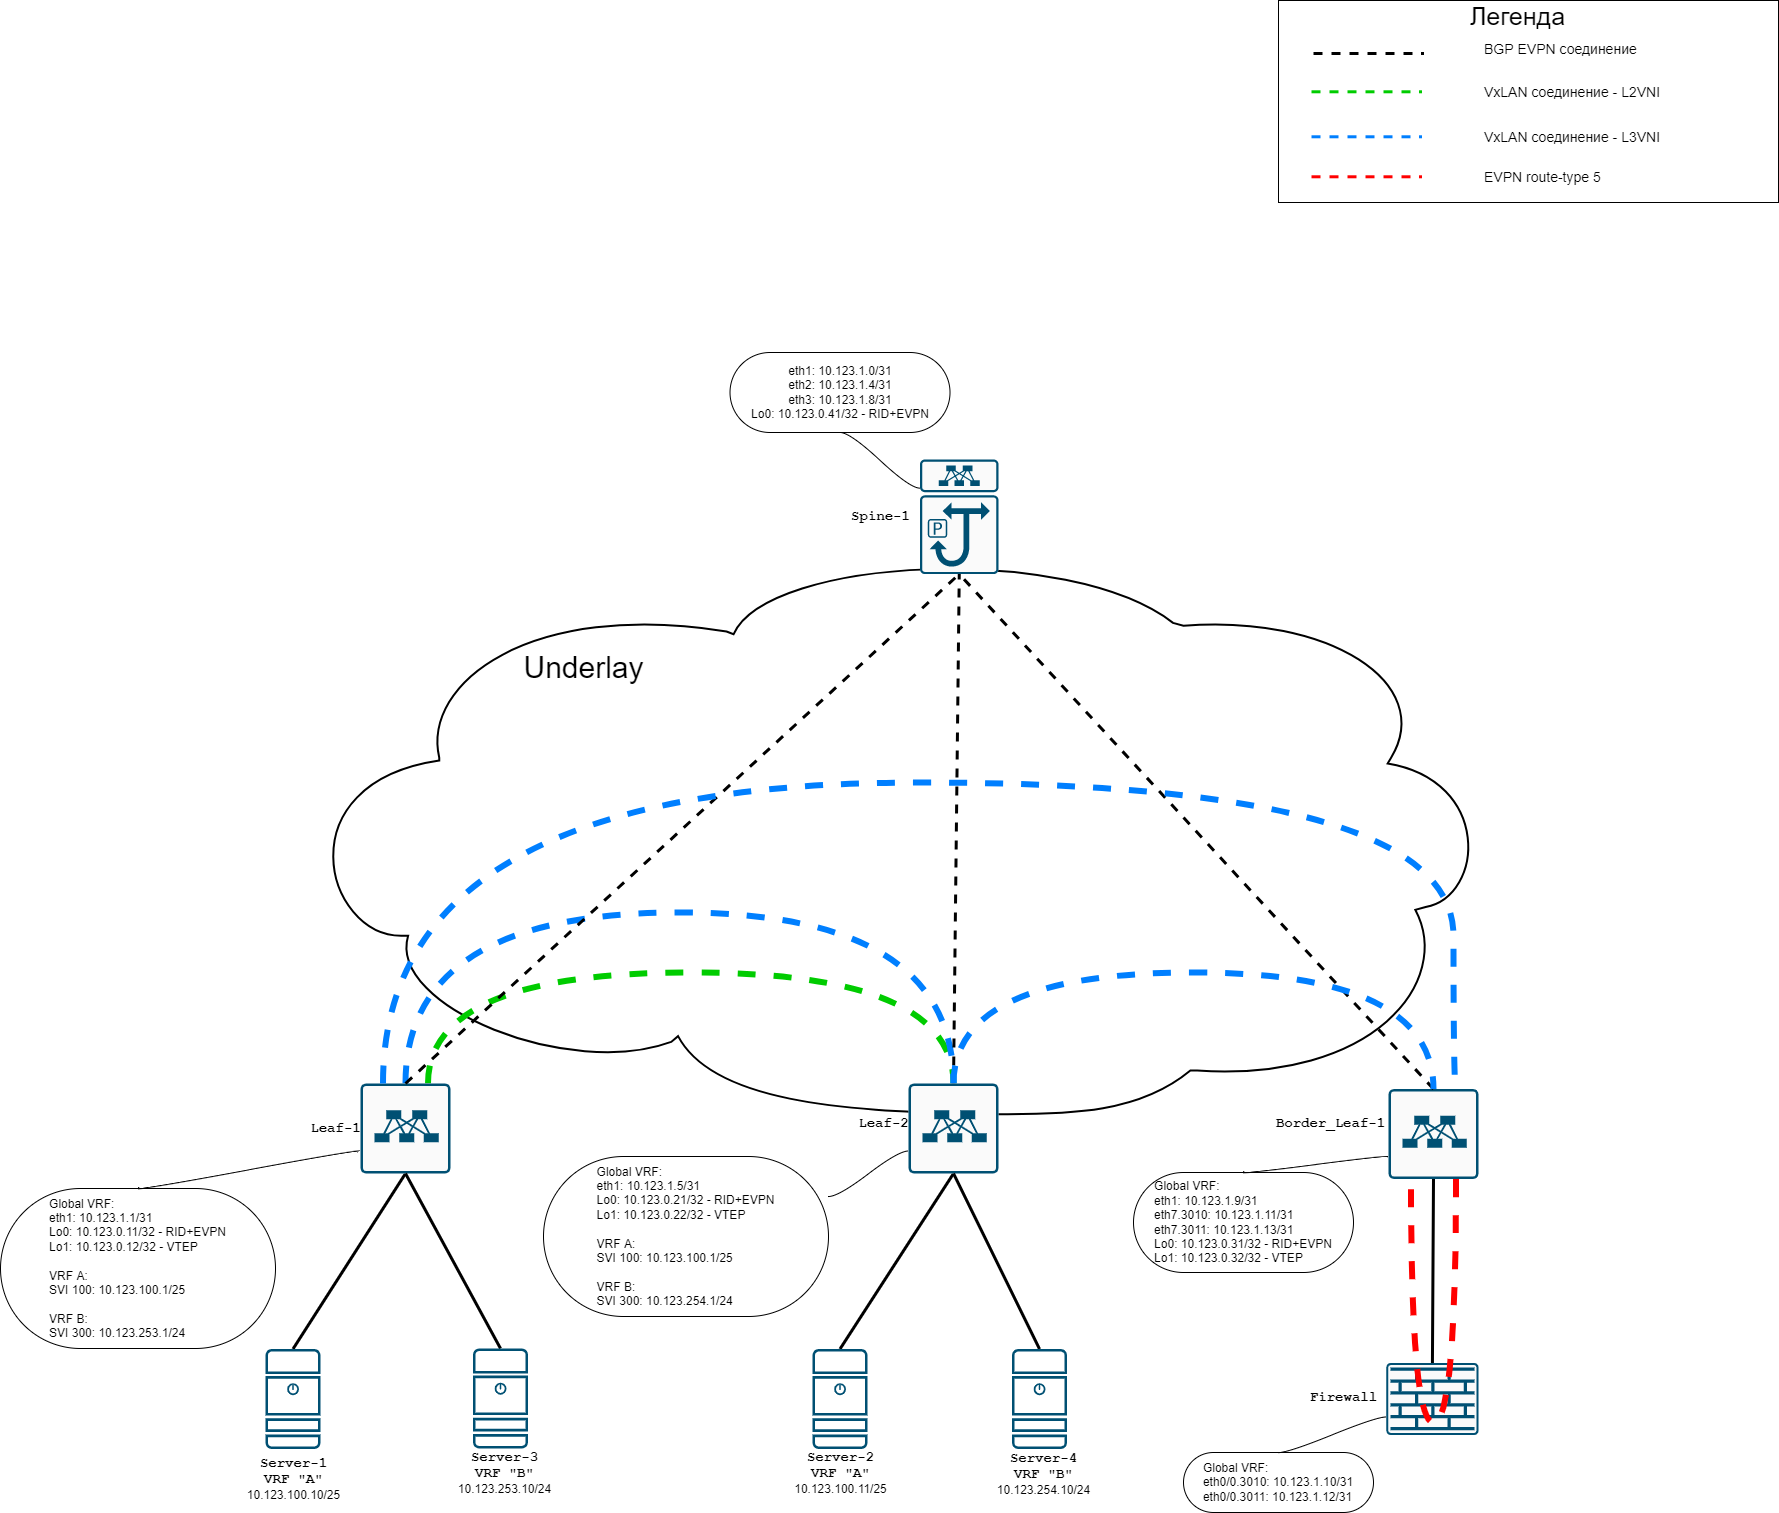 Легенда
BGP EVPN соединение
VxLAN соединение - L2VNI
VxLAN соединение - L3VNI
EVPN route-type 5
eth1: 10.123.1.0/31
eth2: 10.123.1.4/31
eth3: 10.123.1.8/31
Lo0: 10.123.0.41/32 - RID+EVPN
P
Spine-1
Underlay
Leaf-1
Leaf-2
Border_Leaf-1
Global VRF:
eth1: 10.123.1.1/31
Lo0: 10.123.0.11/32 - RID+EVPN
Lo1: 10.123.0.12/32 - VTEP
VRF A:
SVI 100: 10.123.100.1/25
VRF B:
SVI 300: 10.123.253.1/24
Global VRF:
eth1: 10.123.1.5/31
Lo0: 10.123.0.21/32 - RID+EVPN
Lo1: 10.123.0.22/32 - VTEP
VRF A:
SVI 100: 10.123.100.1/25
VRF B:
SVI 300: 10.123.254.1/24
Global VRF:
eth1: 10.123.1.9/31
eth7.3010: 10.123.1.11/31
eth7.3011: 10.123.1.13/31
Lo0: 10.123.0.31/32 - RID+EVPN
Lo1: 10.123.0.32/32 - VTEP
Firewall
Server-1
VRF "A"
10.123.100.10/25
Server-3
VRF "B"
10.123.253.10/24
Server-2
VRF "A"
10.123.100.11/25
Server-4
VRF "B"
10.123.254.10/24
Global VRF:
eth0/0.3010: 10.123.1.10/31
eth0/0.3011: 10.123.1.12/31